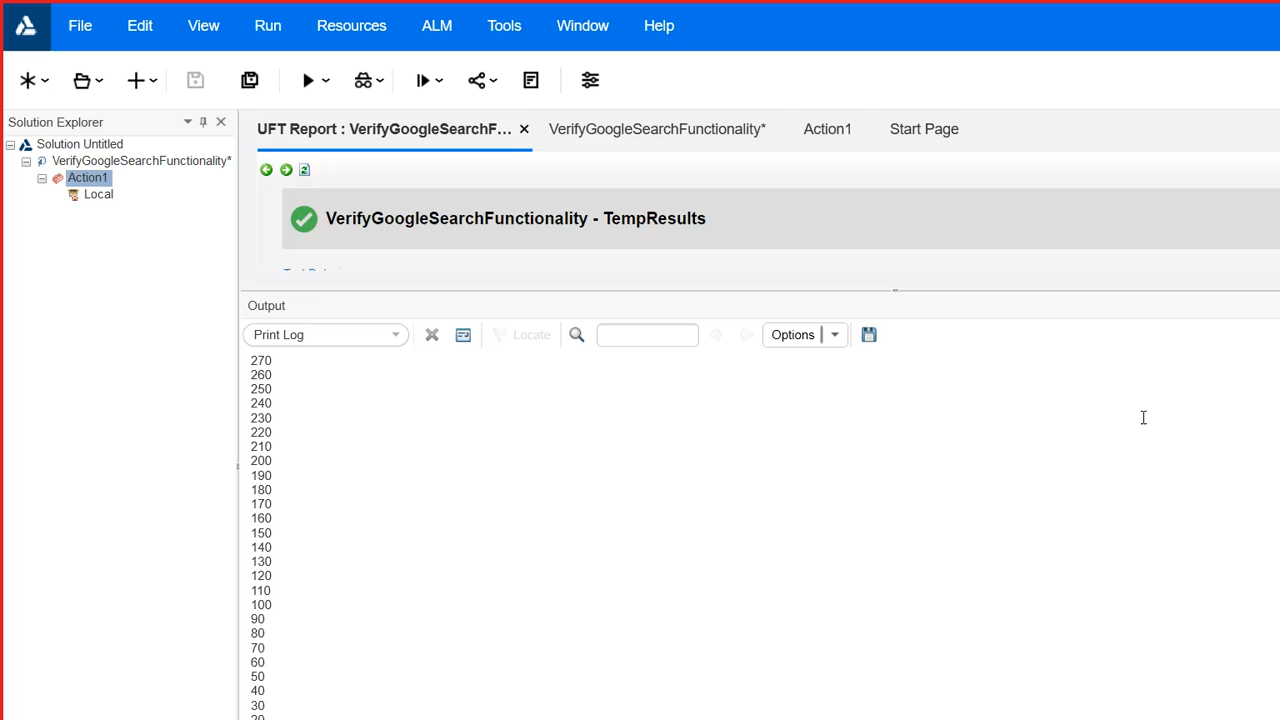 File Edit View Run Resources ALM Tools Window Help
Solution Explorer
Solution Untitled
VerifyGoogleSearchFunctionality*
Action1
Local
UFT Report : VerifyGoogleSearchF... VerifyGoogleSearchFunctionality* Action1 Start Page
VerifyGoogleSearchFunctionality - TempResults
Output
Print Log Locate Options
270
260
250
240
230
220
210
200
190
180
170
160
150
140
130
120
110
100
90
80
70
60
50
40
30
20